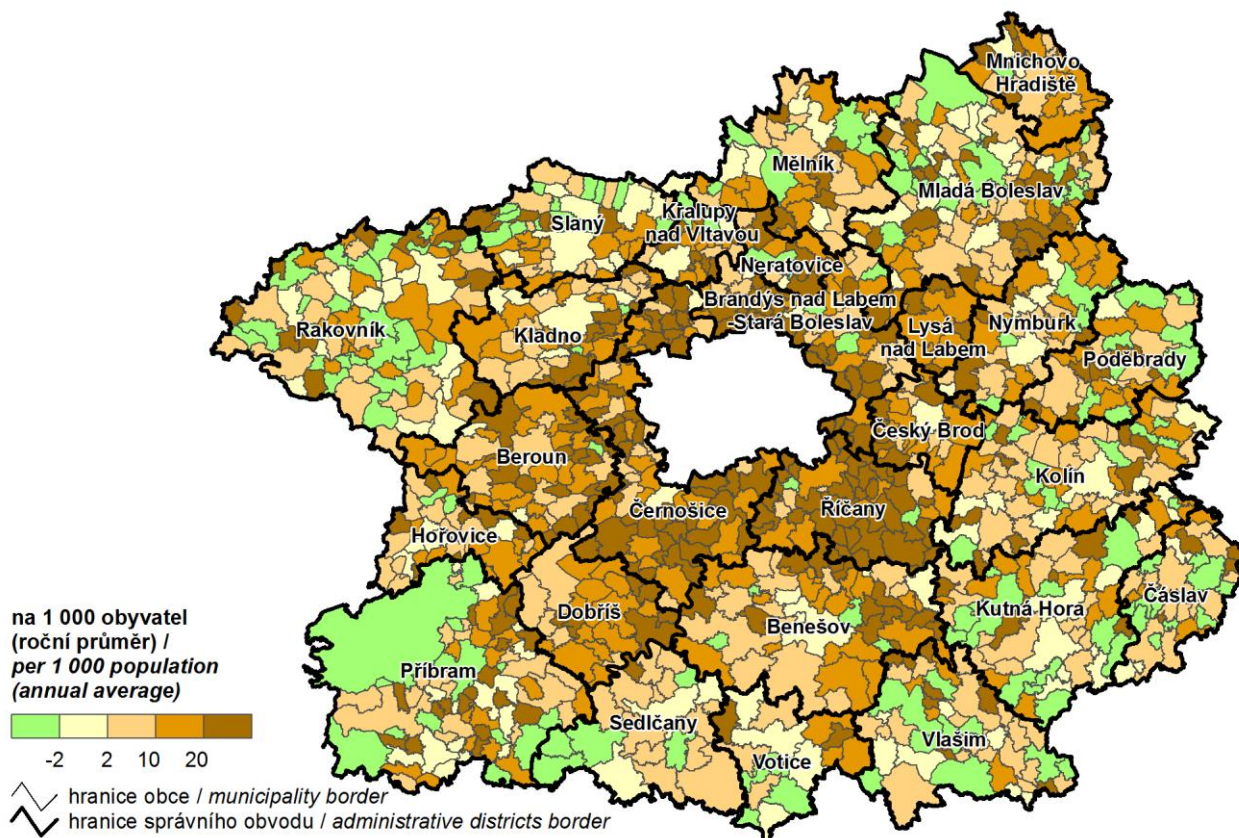 Mnichovo
Hradiště
Mělník
Mladá Boleslav
Slaný
Kralupy
nad Vltavou
Neratovice
Brandýs nad Labem
-Stará Boleslav
Lysá
nad Labem
Nymburk
Poděbrady
Rakovník
Kladno
Český Brod
Beroun
Kolín
Černošice
Říčany
Hořovice
Dobříš
Benešov
Kutná Hora
Čáslav
Příbram
Sedlčany
Votice
Vlašim
na 1 000 obyvatel
(roční průměr) /
per 1 000 population
(annual average)
-2 2 10 20
hranice obce / municipality border
hranice správního obvodu / administrative districts border